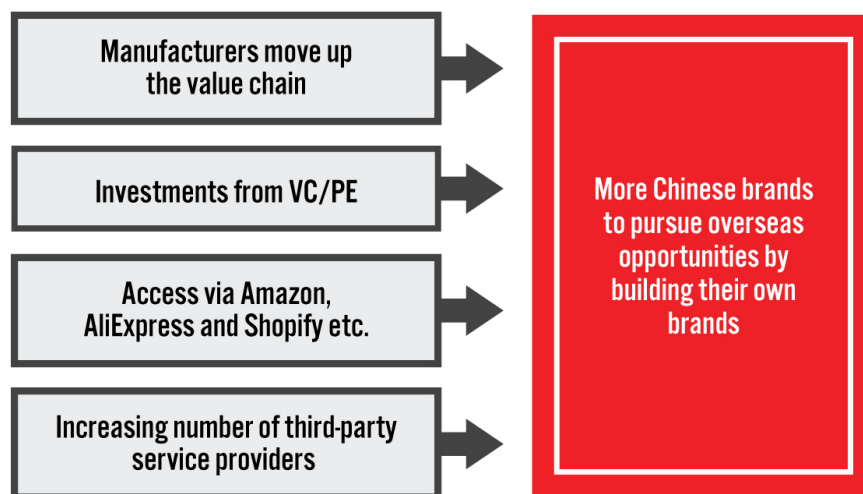 Manufacturers move up
the value chain
Investments from VC/PE
Access via Amazon,
AliExpress and Shopify etc.
Increasing number of third-party
service providers
More Chinese brands
to pursue overseas
opportunities by
building their own
brands